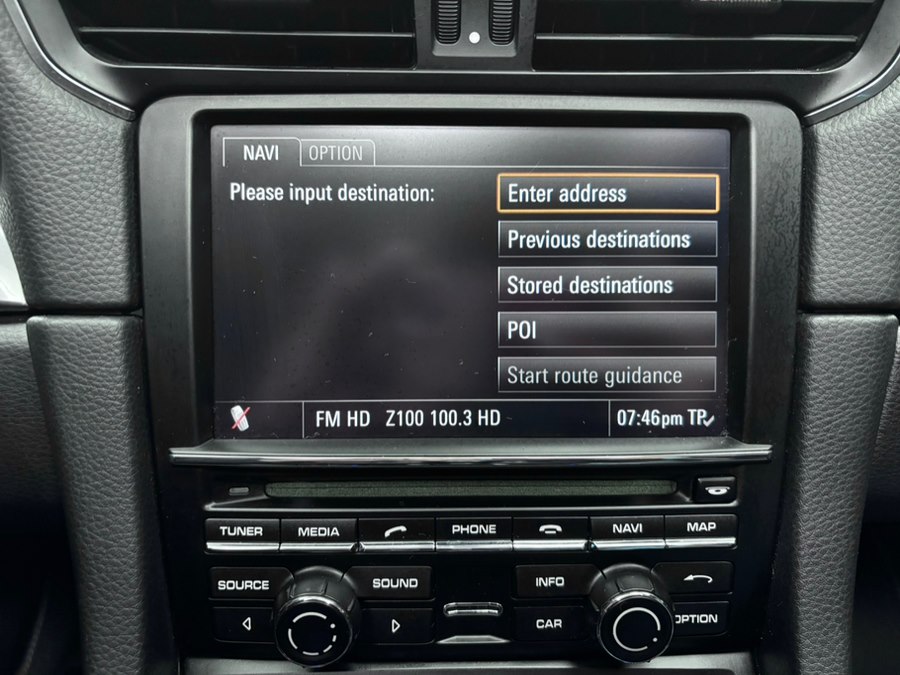 NAVI OPTION
Please input destination:
Enter address
Previous destinations
Stored destinations
POI
Start route guidance
FM HD Z100 100.3 HD 07:46pm TP
TUNER MEDIA PHONE NAVI MAP
SOURCE SOUND INFO
CAR OPTION